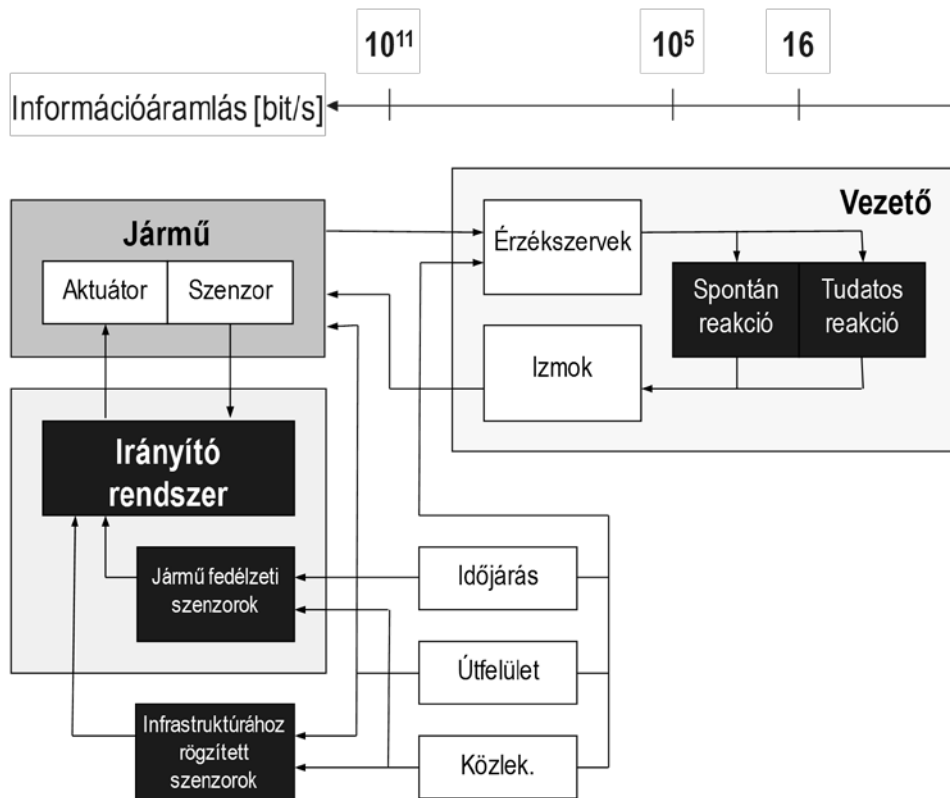 10¹¹
10⁵
16
Információáramlás [bit/s]
Jármű
Aktuátor
Szenzor
Vezető
Érzékszervek
Spontán
reakció
Tudatos
reakció
Izmok
Irányító
rendszer
Jármű fedélzeti
szenzorok
Időjárás
Útfelület
Infrastruktúrához
rögzített
szenzorok
Közlek.